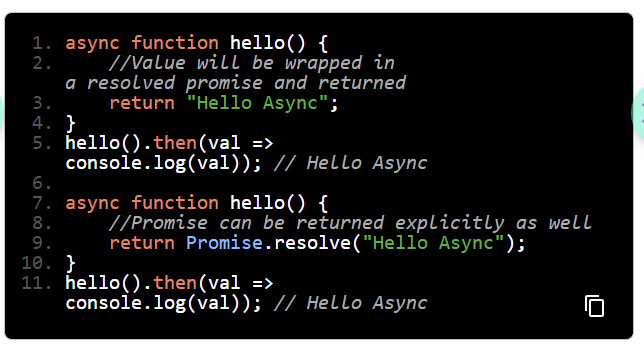 1. async function hello() {
2.     //Value will be wrapped in
a resolved promise and returned
3.     return "Hello Async";
4. }
5. hello().then(val =>
console.log(val)); // Hello Async
6.
7. async function hello() {
8.     //Promise can be returned explicitly as well
9.     return Promise.resolve("Hello Async");
10. }
11. hello().then(val =>
console.log(val)); // Hello Async